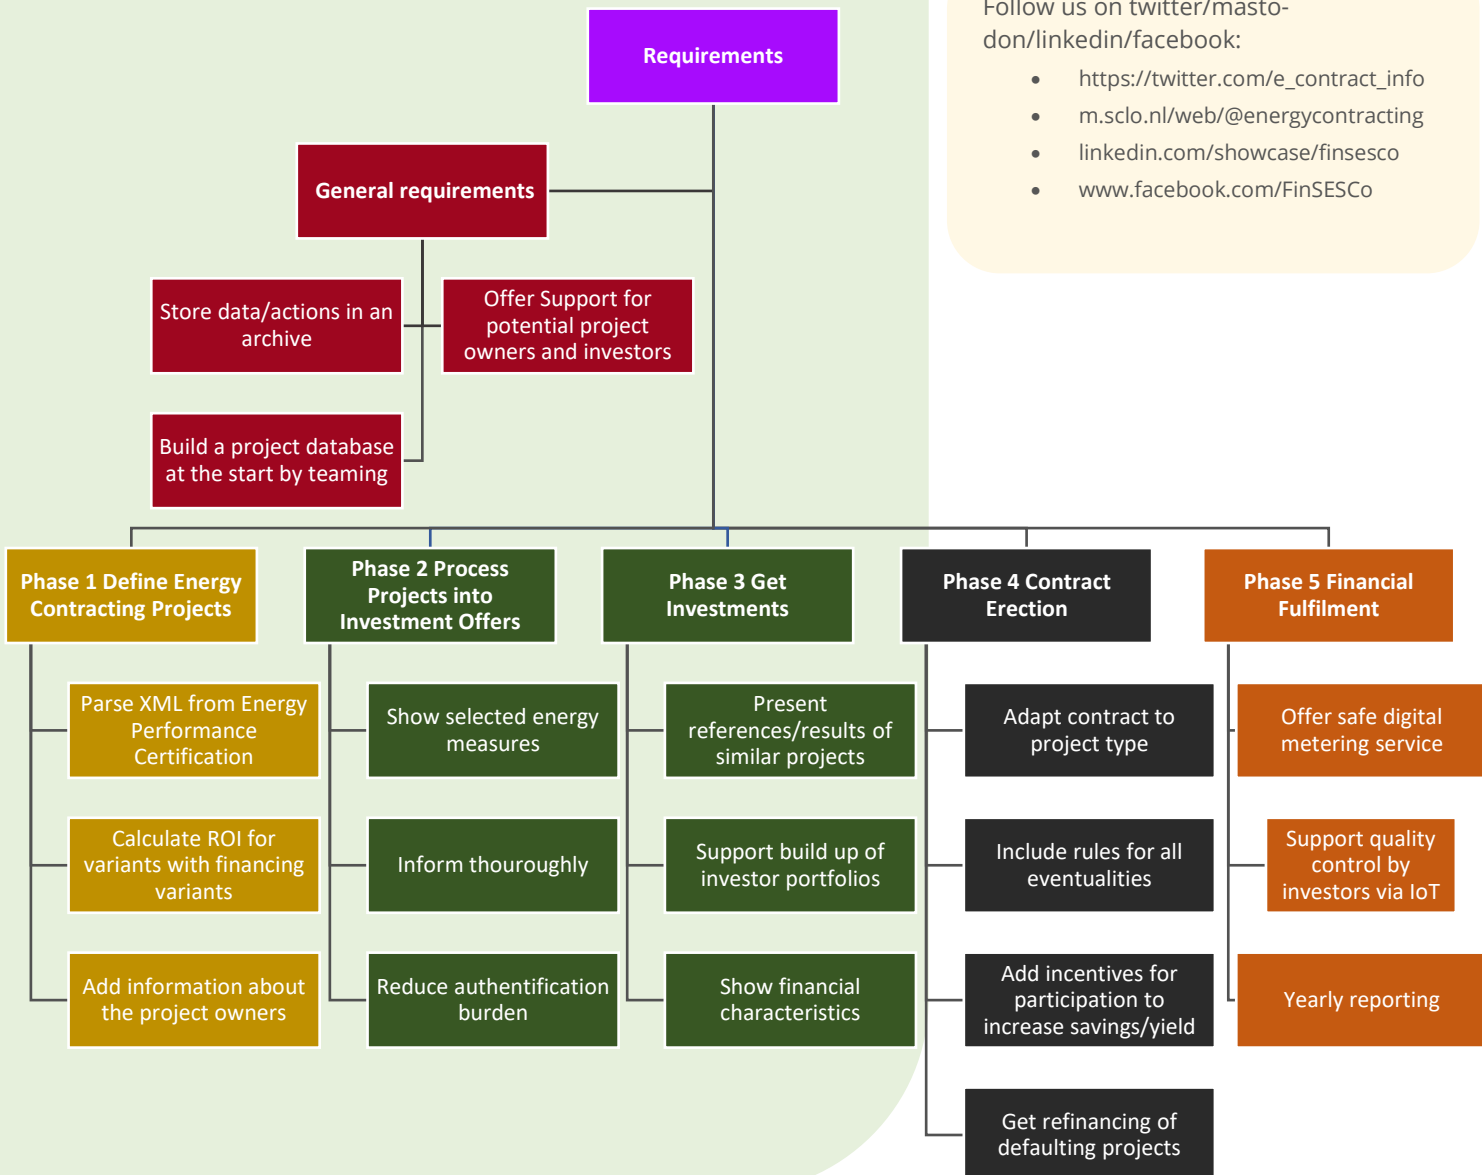 Follow us on twitter/masto-
don/linkedin/facebook:
• https://twitter.com/e_contract_info
• m.sclo.nl/web/@energycontracting
• linkedin.com/showcase/finsesco
• www.facebook.com/FinSESCo
Requirements
General requirements
Store data/actions in an
archive
Offer Support for
potential project
owners and investors
Build a project database
at the start by teaming
Phase 1 Define Energy
Contracting Projects
Parse XML from Energy
Performance
Certification
Calculate ROI for
variants with financing
variants
Add information about
the project owners
Phase 2 Process
Projects into
Investment Offers
Show selected energy
measures
Inform thouroughly
Reduce authentification
burden
Phase 3 Get
Investments
Present
references/results of
similar projects
Support build up of
investor portfolios
Show financial
characteristics
Phase 4 Contract
Erection
Adapt contract to
project type
Include rules for all
eventualities
Add incentives for
participation to
increase savings/yield
Get refinancing of
defaulting projects
Phase 5 Financial
Fulfilment
Offer safe digital
metering service
Support quality
control by
investors via IoT
Yearly reporting